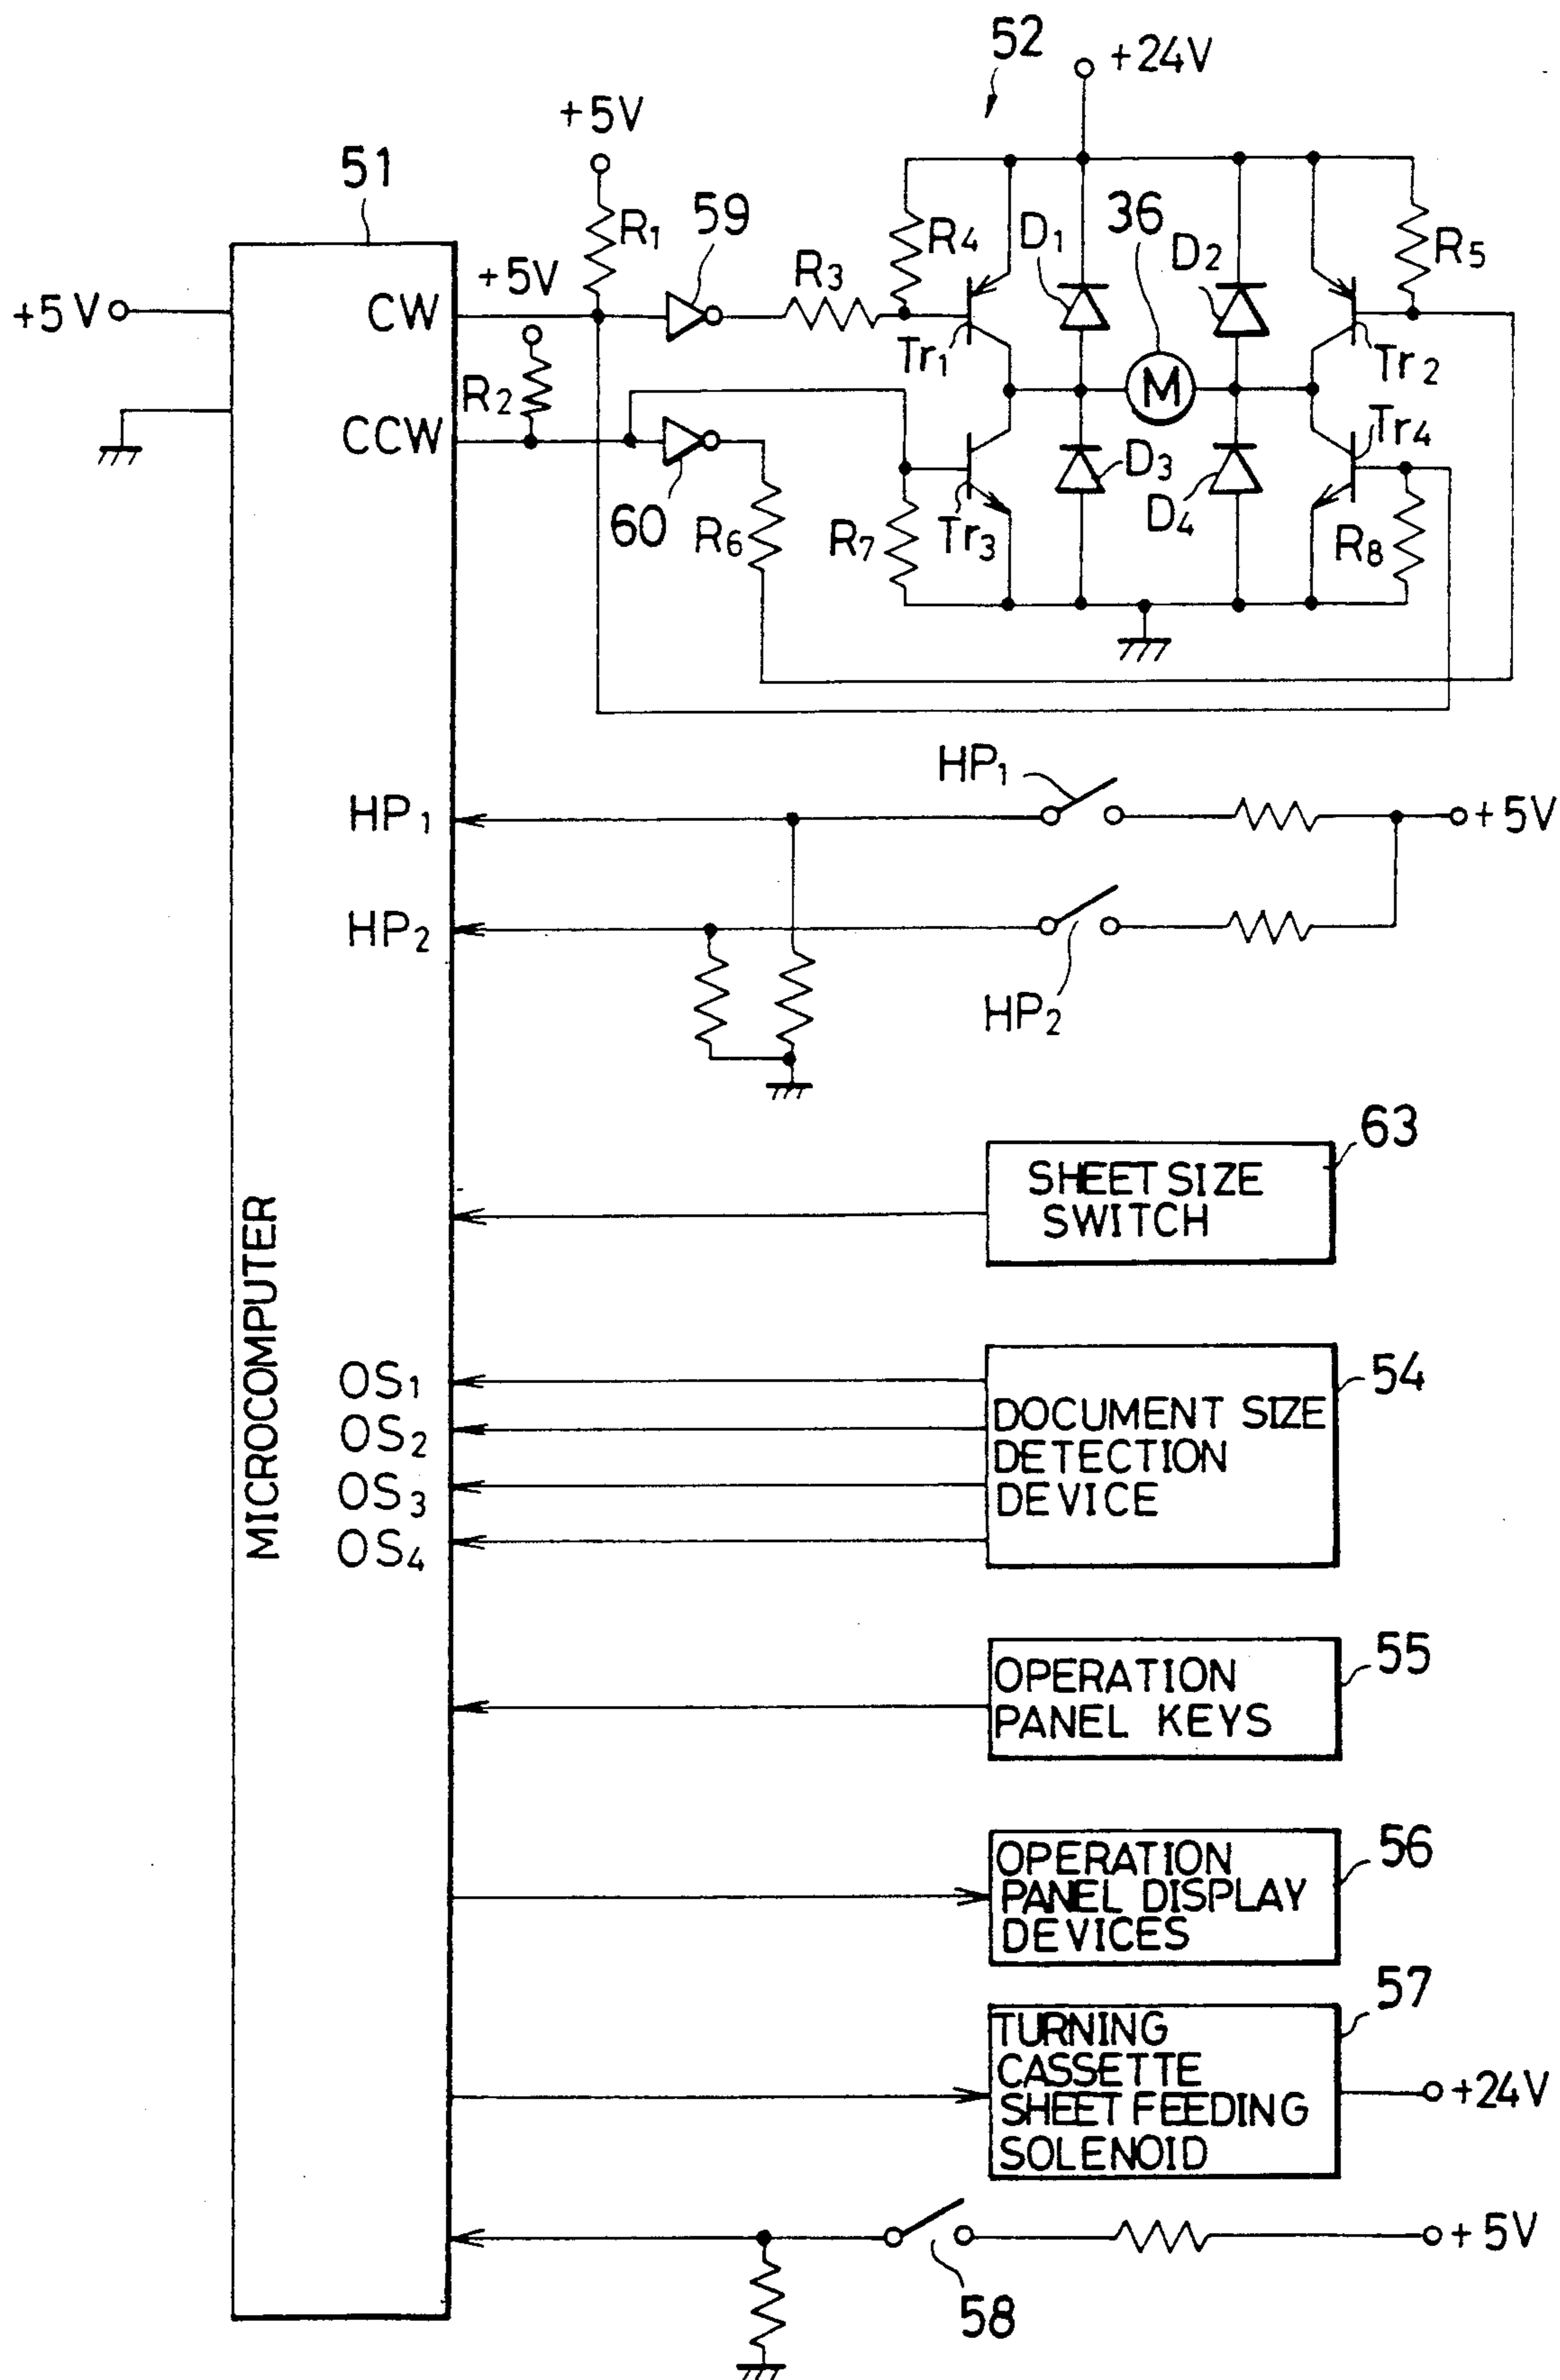 52
+24V
+5V
51
R1
59
+5V
R3
R4
D1
36
D2
R5
+5V
CW
Tr1
M
Tr2
R2
CCW
60
R6
R7
Tr3
D3
D4
Tr4
R8
HP1
HP1
+5V
HP2
HP2
63
SHEET SIZE
SWITCH
MICROCOMPUTER
OS1
OS2
OS3
OS4
54
DOCUMENT SIZE
DETECTION
DEVICE
55
OPERATION
PANEL KEYS
56
OPERATION
PANEL DISPLAY
DEVICES
57
TURNING
CASSETTE
SHEET FEEDING
SOLENOID
+24V
58
+5V